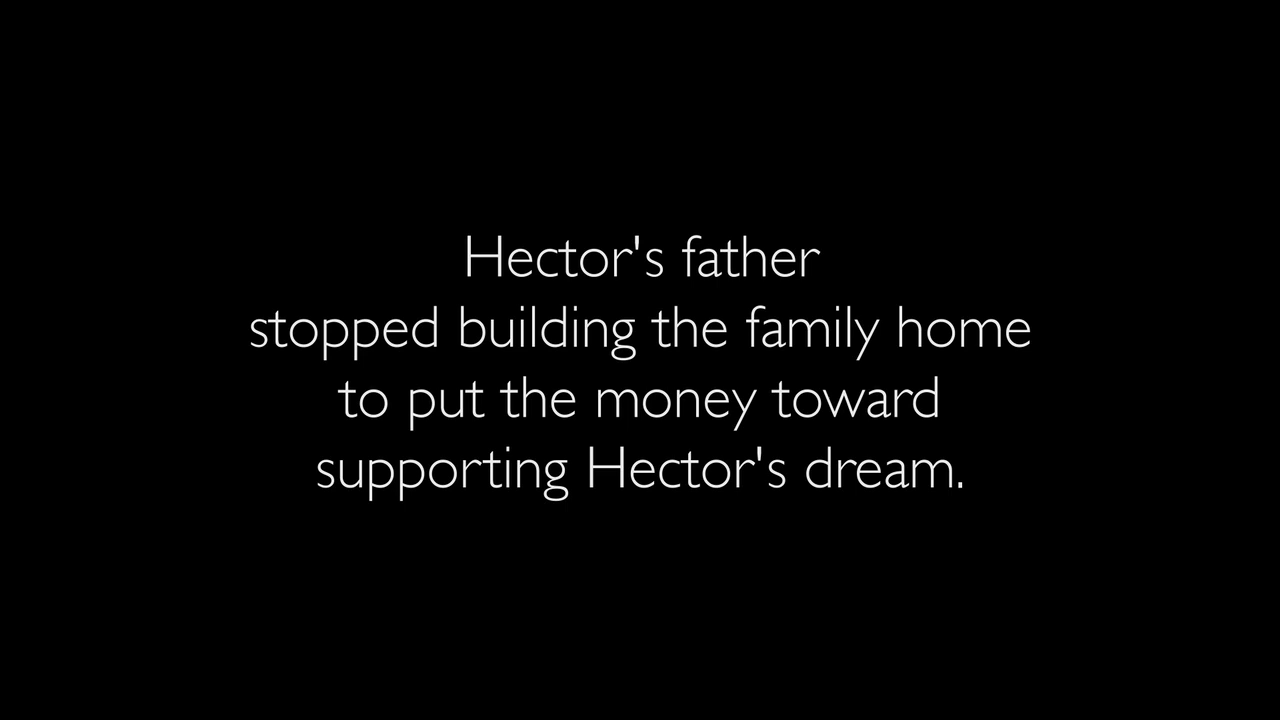 Hector's father
stopped building the family home
to put the money toward
supporting Hector's dream.